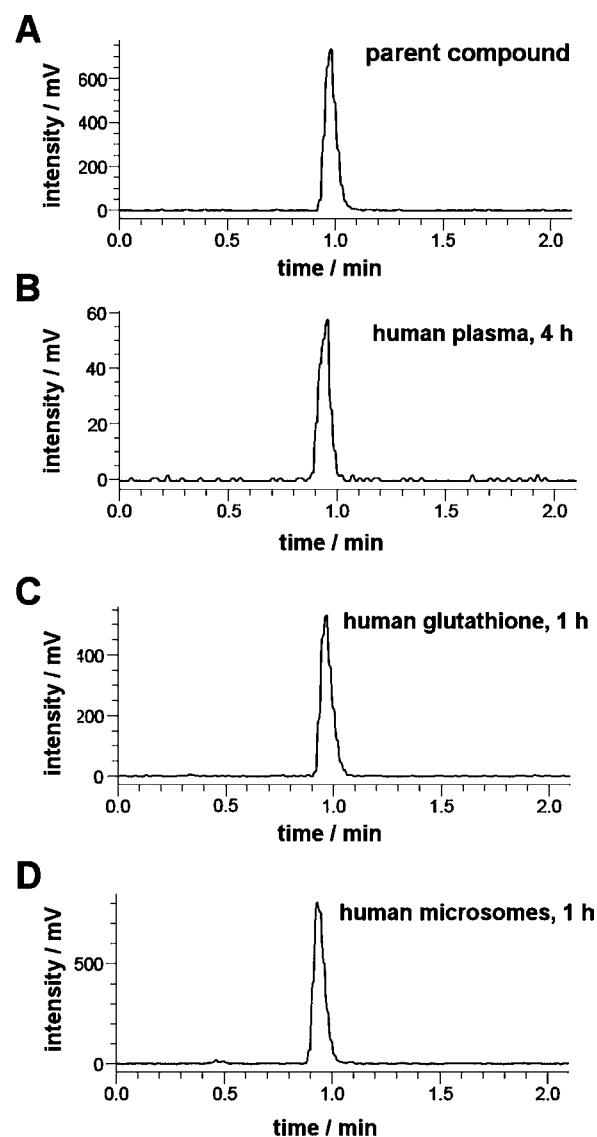 A
parent compound
intensity / mV
600
400
200
0
0.0 0.5 1.0 1.5 2.0
time / min
B
human plasma, 4 h
intensity / mV
60
40
20
0
0.0 0.5 1.0 1.5 2.0
time / min
C
human glutathione, 1 h
intensity / mV
400
200
0
0.0 0.5 1.0 1.5 2.0
time / min
D
human microsomes, 1 h
intensity / mV
500
0
0.0 0.5 1.0 1.5 2.0
time / min